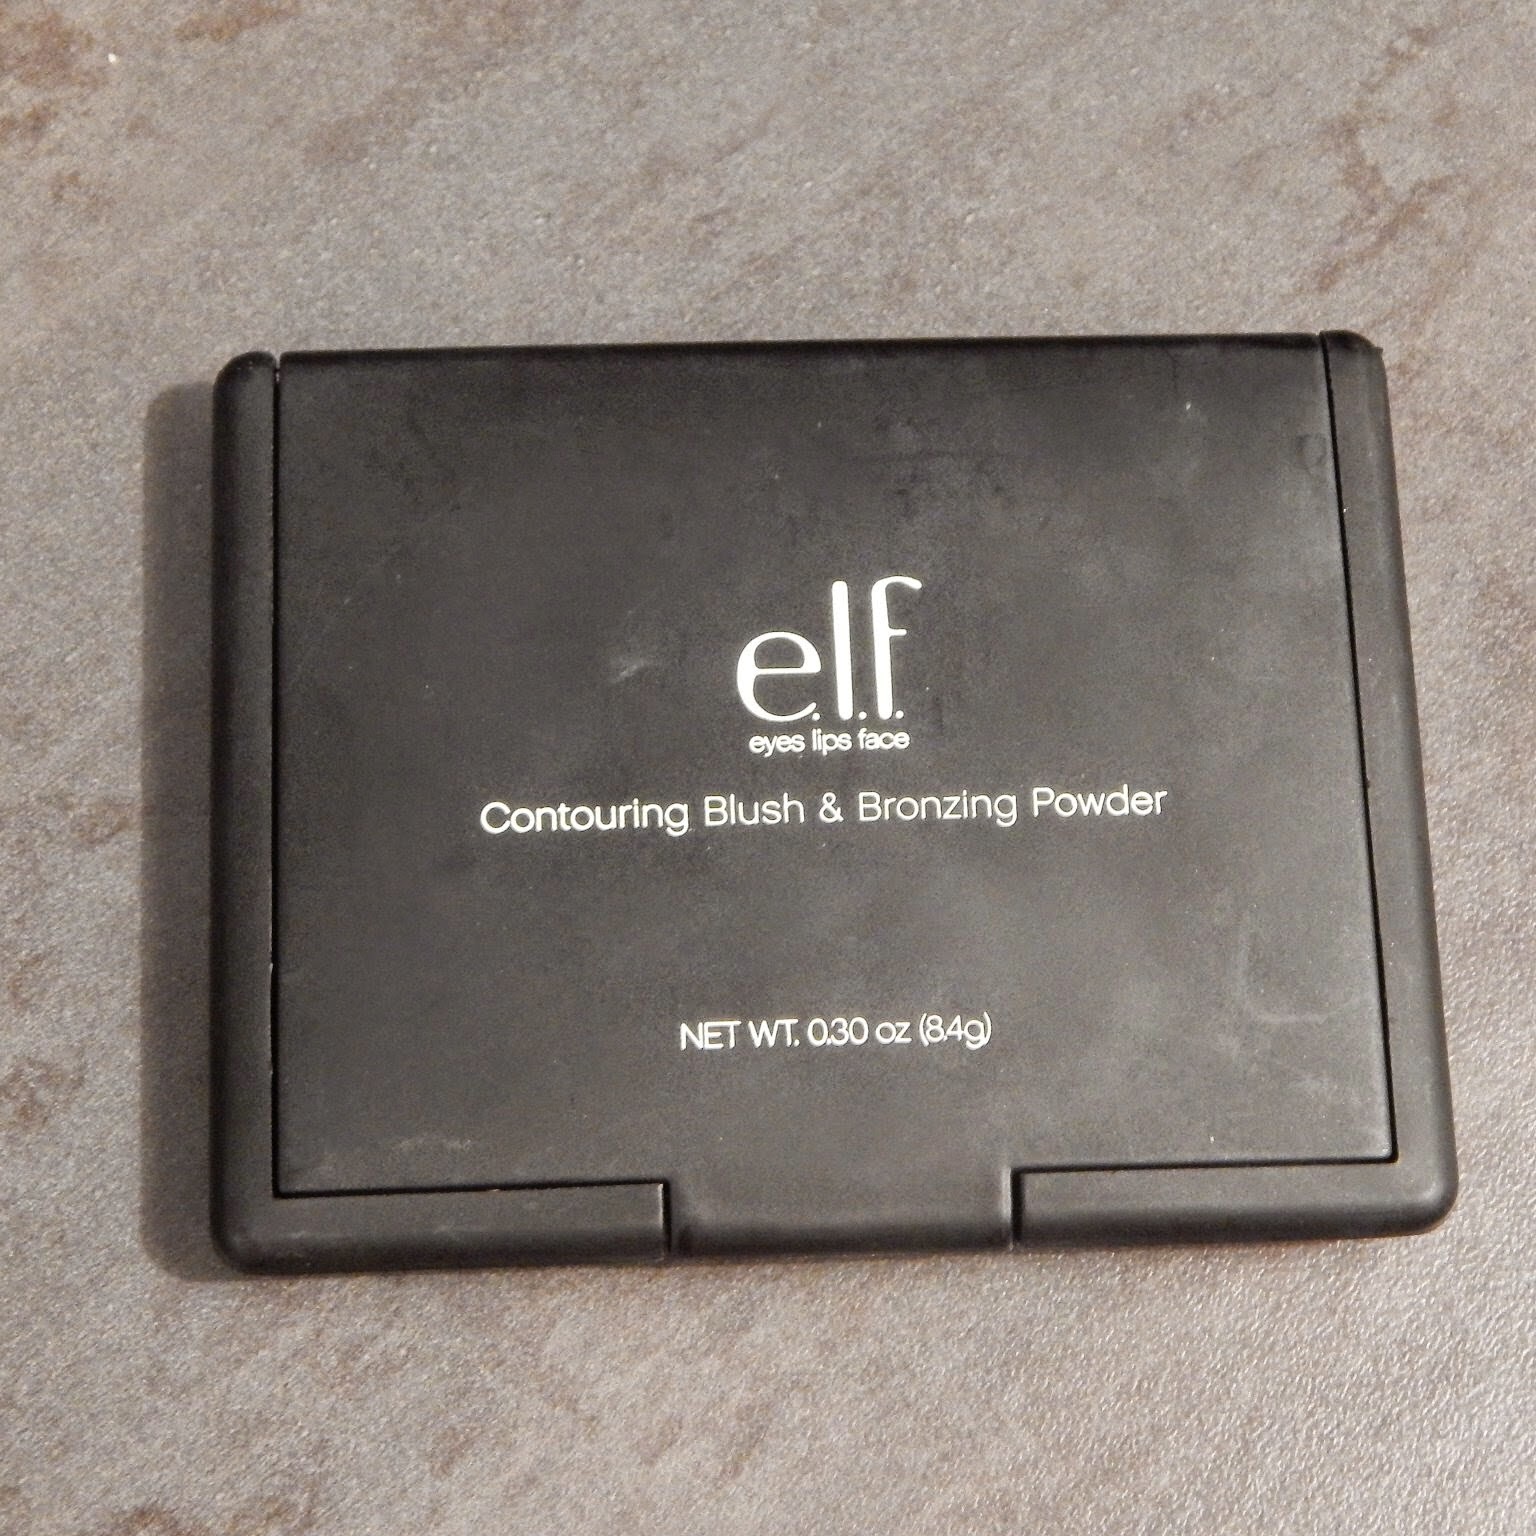 e.l.f.
eyes lips face
Contouring Blush & Bronzing Powder
NET WT. 0.30 oz (8.4g)